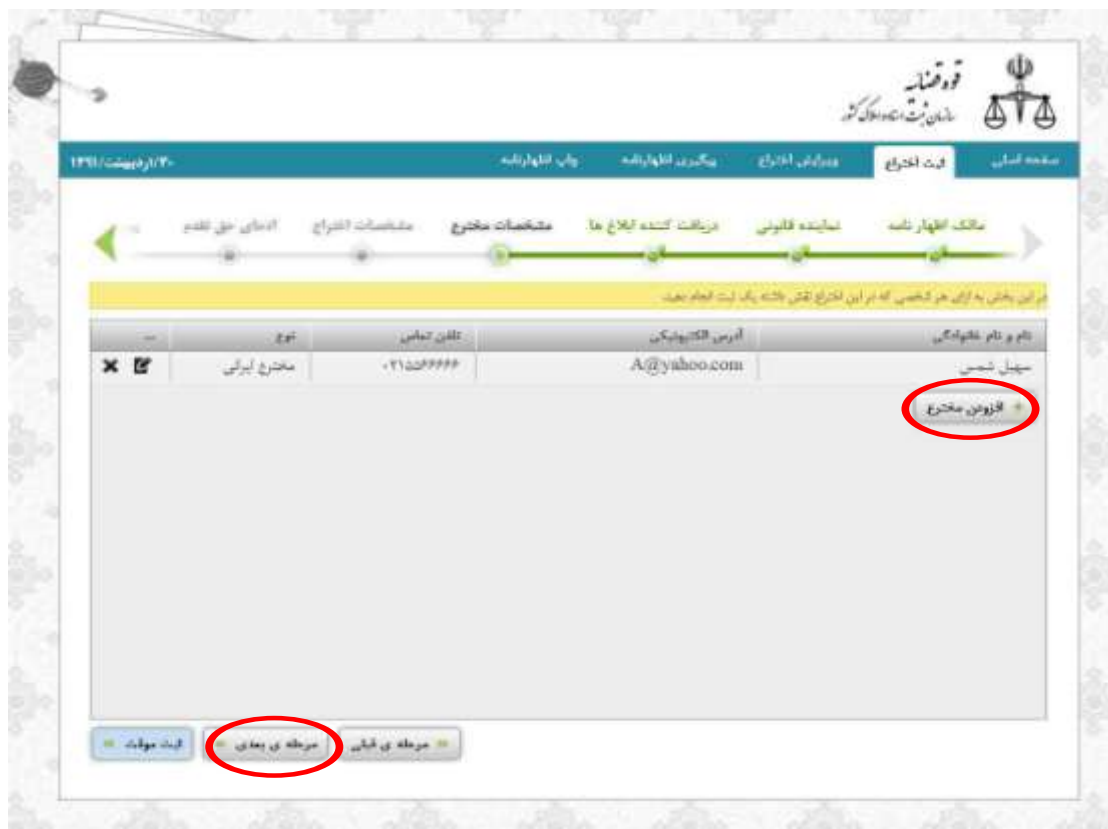 قوه قضائیه
سازمان ثبت اسناد و املاک کشور
صفحه اصلی ثبت اختراع ویرایش اختراع پیگیری اظهارنامه چاپ اظهارنامه ۳۰/اردیبهشت/۱۳۹۱
مالک اظهار نامه نماینده قانونی دریافت کننده ابلاغ ها مشخصات مخترع مشخصات اختراع ادعای حق تقدم
در این بخش به ازای هر شخصی که در این اختراع نقش داشته یک ثبت انجام دهید.
نام و نام خانوادگی آدرس الکترونیکی تلفن تماس نوع ...
سهیل شمس A@yahoo.com ۰۲۱۵۵۶۶۶۶۶ مخترع ایرانی
افزودن مخترع
مرحله ی قبلی مرحله ی بعدی ثبت موقت